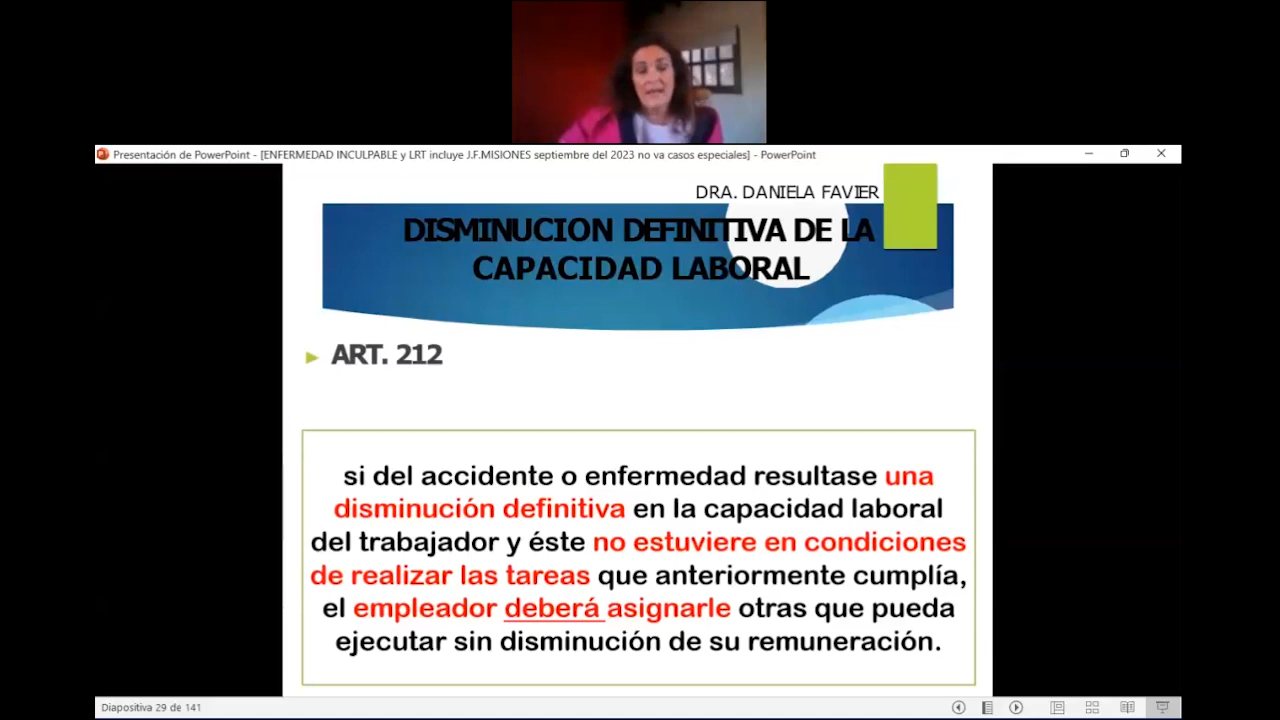 Presentación de PowerPoint - [ENFERMEDAD INCULPABLE y LRT incluye J.F.MISIONES septiembre del 2023 no va casos especiales] - PowerPoint
DRA. DANIELA FAVIER
DISMINUCION DEFINITIVA DE LA
CAPACIDAD LABORAL
ART. 212
si del accidente o enfermedad resultase una
disminución definitiva en la capacidad laboral
del trabajador y éste no estuviere en condiciones
de realizar las tareas que anteriormente cumplía,
el empleador deberá asignarle otras que pueda
ejecutar sin disminución de su remuneración.
Diapositiva 29 de 141